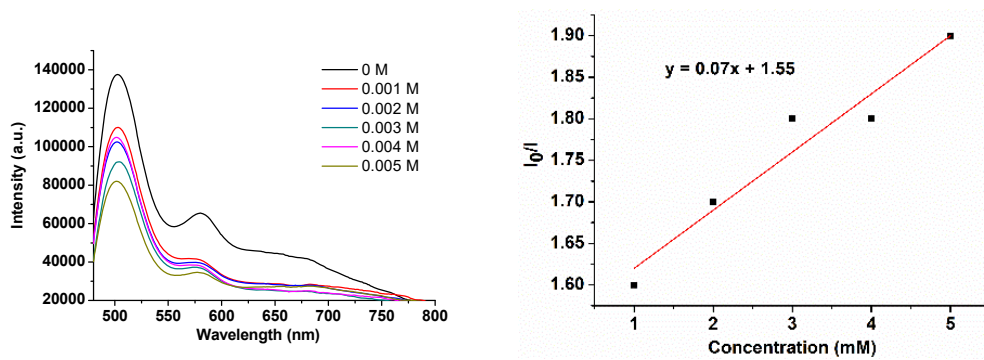 140000
120000
100000
80000
60000
40000
20000
Intensity (a.u.)
0 M
0.001 M
0.002 M
0.003 M
0.004 M
0.005 M
500 550 600 650 700 750 800
Wavelength (nm)
1.90
1.85
1.80
1.75
1.70
1.65
1.60
I0/I
y = 0.07x + 1.55
1 2 3 4 5
Concentration (mM)